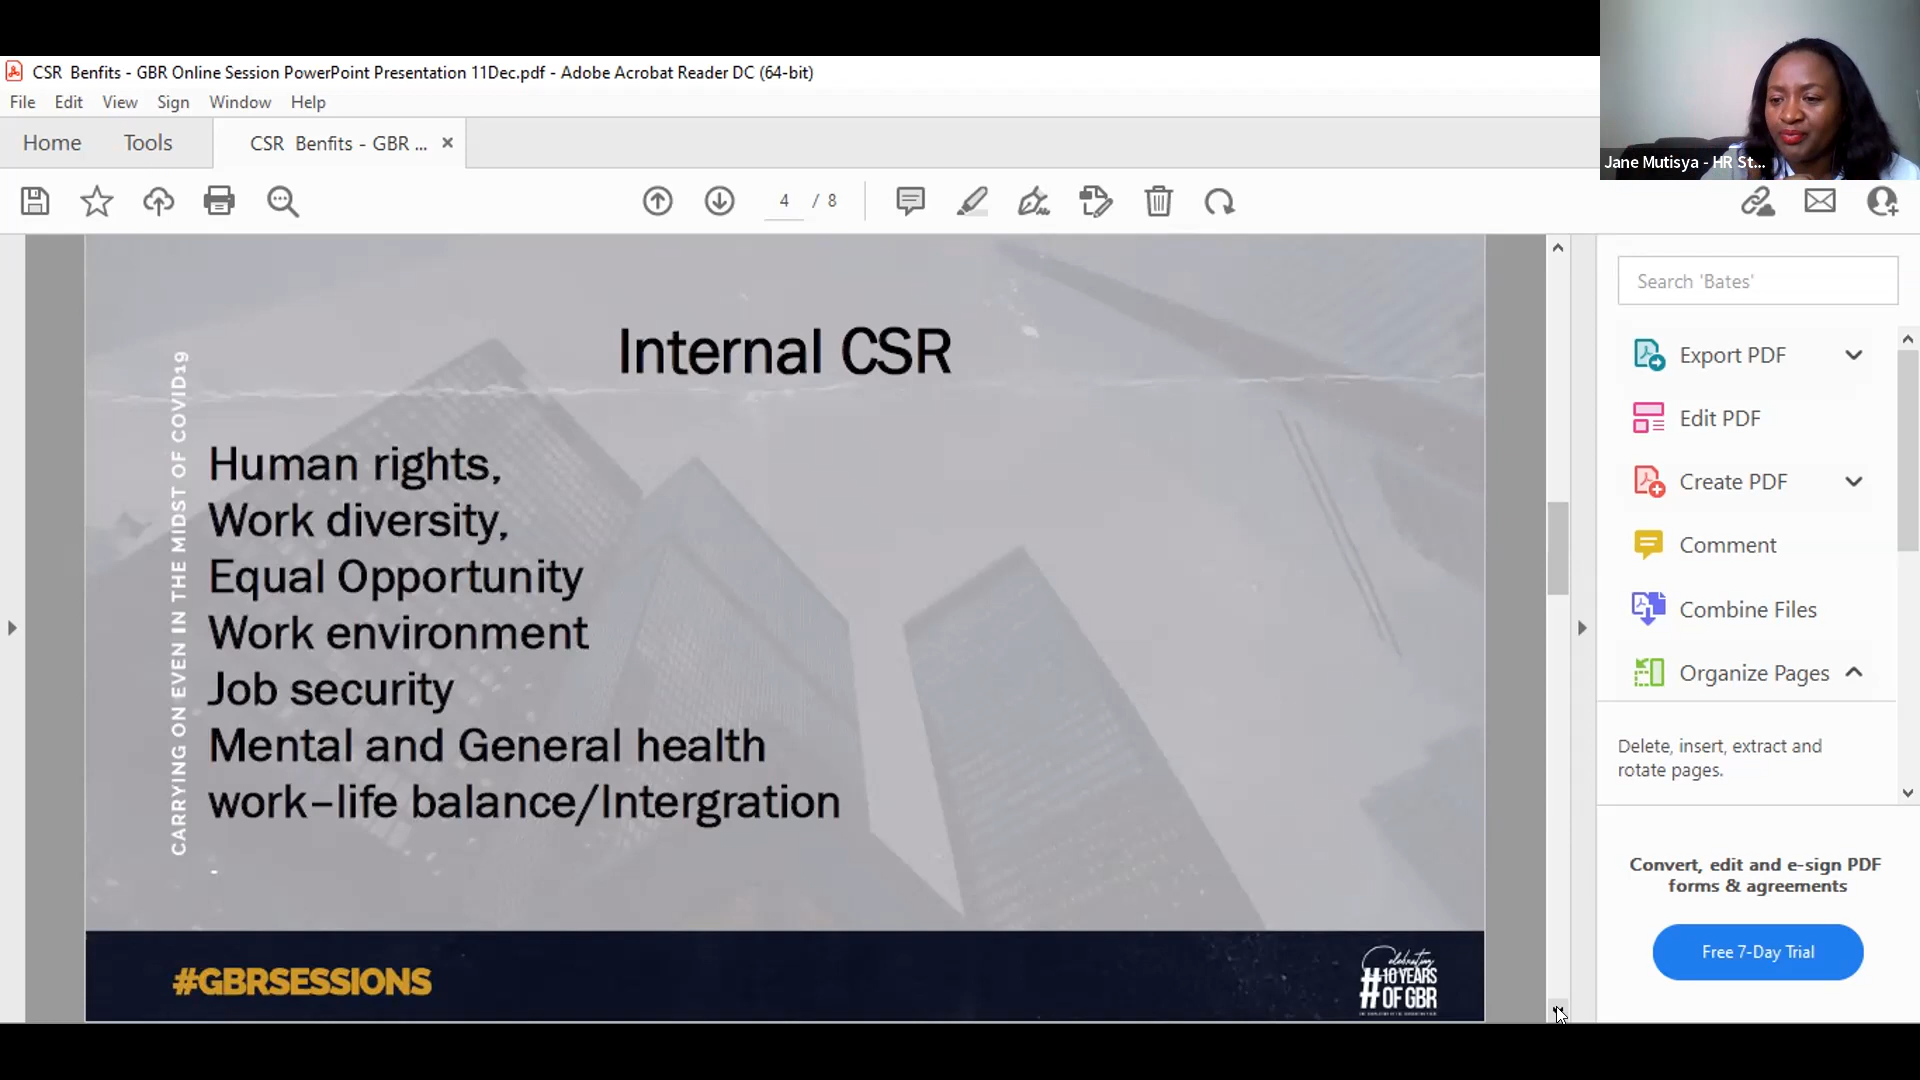 CSR Benfits - GBR Online Session PowerPoint Presentation 11Dec.pdf - Adobe Acrobat Reader DC (64-bit)
File Edit View Sign Window Help
Home Tools CSR Benfits - GBR ... ×
Jane Mutisya - HR St...
4 / 8
Search 'Bates'
Export PDF
Edit PDF
Create PDF
Comment
Combine Files
Organize Pages
Delete, insert, extract and
rotate pages.
Convert, edit and e-sign PDF
forms & agreements
Free 7-Day Trial
CARRYING ON EVEN IN THE MIDST OF COVID19
Internal CSR
Human rights,
Work diversity,
Equal Opportunity
Work environment
Job security
Mental and General health
work–life balance/Intergration
-
#GBRSESSIONS
Celebrating
#10 YEARS
OF GBR